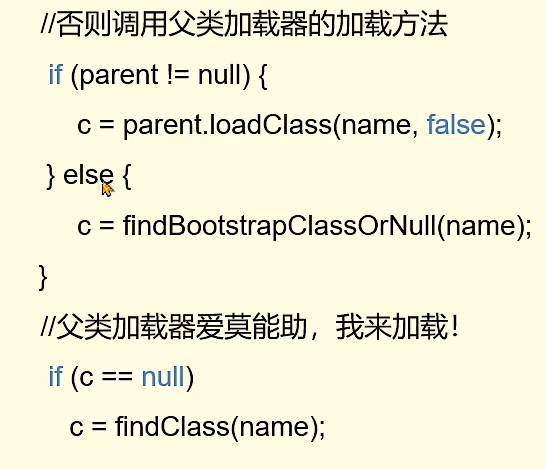 //否则调用父类加载器的加载方法
if (parent != null) {
c = parent.loadClass(name, false);
} else {
c = findBootstrapClassOrNull(name);
}
//父类加载器爱莫能助，我来加载！
if (c == null)
c = findClass(name);